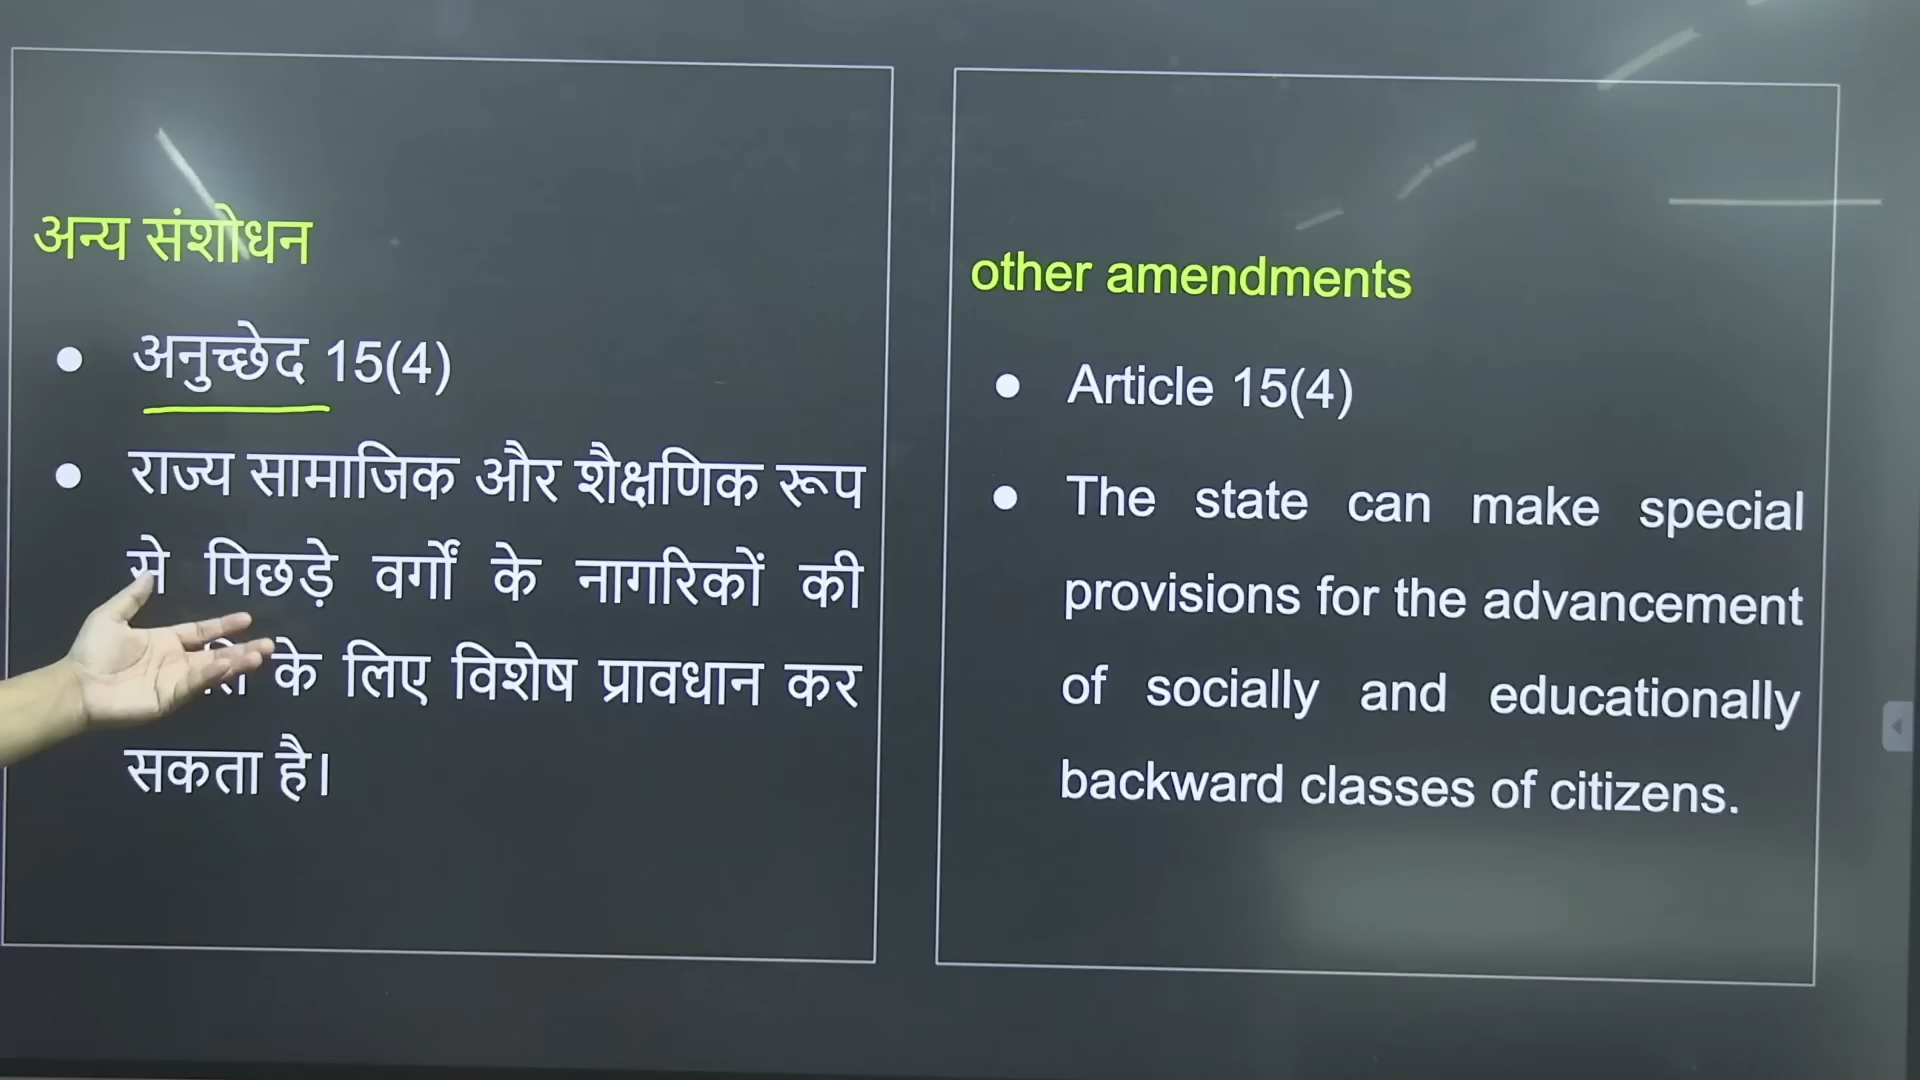 अन्य संशोधन
अनुच्छेद 15(4)
राज्य सामाजिक और शैक्षणिक रूप
से पिछड़े वर्गों के नागरिकों की
के लिए विशेष प्रावधान कर
सकता है।
other amendments
Article 15(4)
The state can make special
provisions for the advancement
of socially and educationally
backward classes of citizens.